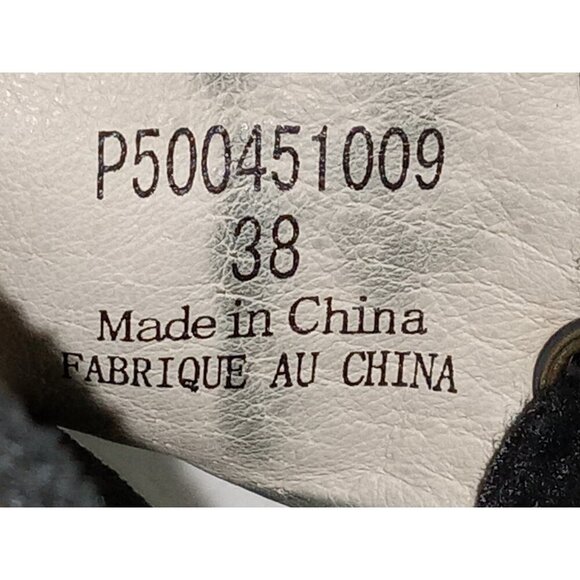 P500451009
38
Made in China
FABRIQUE AU CHINA